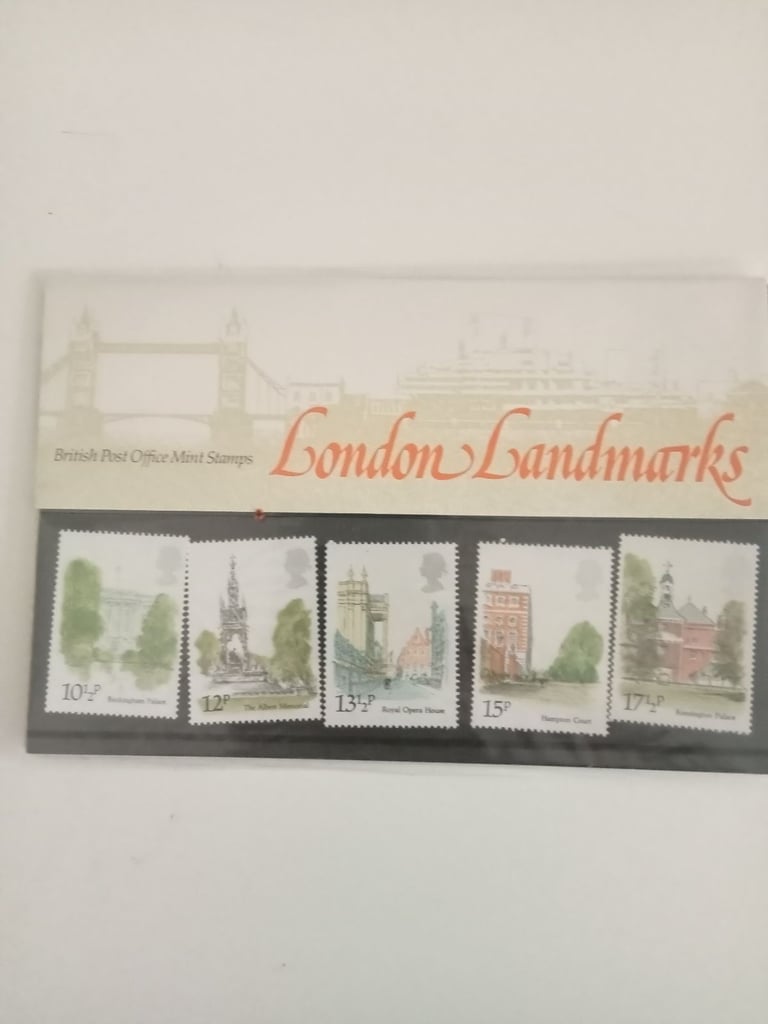 British Post Office Mint Stamps
London Landmarks
10½P Buckingham Palace
12P The Albert Memorial
13½P Royal Opera House
15P Hampton Court
17½P Kensington Palace